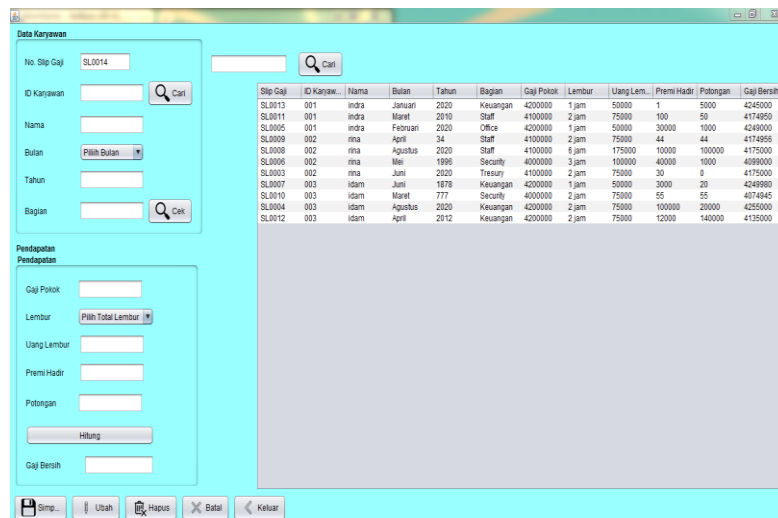 Data Karyawan
No. Slip Gaji SL0014
Cari
ID Karyawan Cari
Nama
Bulan Pilih Bulan
Tahun
Bagian Cek
Pendapatan
Pendapatan
Gaji Pokok
Lembur Pilih Total Lembur
Uang Lembur
Premi Hadir
Potongan
Hitung
Gaji Bersih
Simp... Ubah Hapus Batal Keluar
Slip Gaji ID Karyaw... Nama Bulan Tahun Bagian Gaji Pokok Lembur Uang Lem... Premi Hadir Potongan Gaji Bersih
SL0013 001 indra Januari 2020 Keuangan 4200000 1 jam 50000 1 5000 4245000
SL0011 001 indra Maret 2010 Staff 4100000 2 jam 75000 100 50 4174950
SL0005 001 indra Februari 2020 Office 4200000 1 jam 50000 30000 1000 4249000
SL0009 002 rina April 34 Staff 4100000 2 jam 75000 44 44 4174956
SL0008 002 rina Agustus 2020 Staff 4100000 6 jam 175000 10000 100000 4175000
SL0006 002 rina Mei 1996 Security 4000000 3 jam 100000 40000 1000 4099000
SL0003 002 rina Juni 2020 Tresury 4100000 2 jam 75000 30 0 4175000
SL0007 003 idam Juni 1878 Keuangan 4200000 1 jam 50000 3000 20 4249980
SL0010 003 idam Maret 777 Security 4000000 2 jam 75000 55 55 4074945
SL0004 003 idam Agustus 2020 Keuangan 4200000 2 jam 75000 100000 20000 4255000
SL0012 003 idam April 2012 Keuangan 4200000 2 jam 75000 12000 140000 4135000